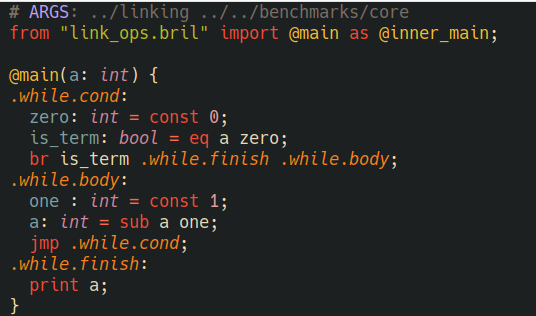 # ARGS: ../linking ../../benchmarks/core
from "link_ops.bril" import @main as @inner_main;

@main(a: int) {
.while.cond:
  zero: int = const 0;
  is_term: bool = eq a zero;
  br is_term .while.finish .while.body;
.while.body:
  one : int = const 1;
  a: int = sub a one;
  jmp .while.cond;
.while.finish:
  print a;
}